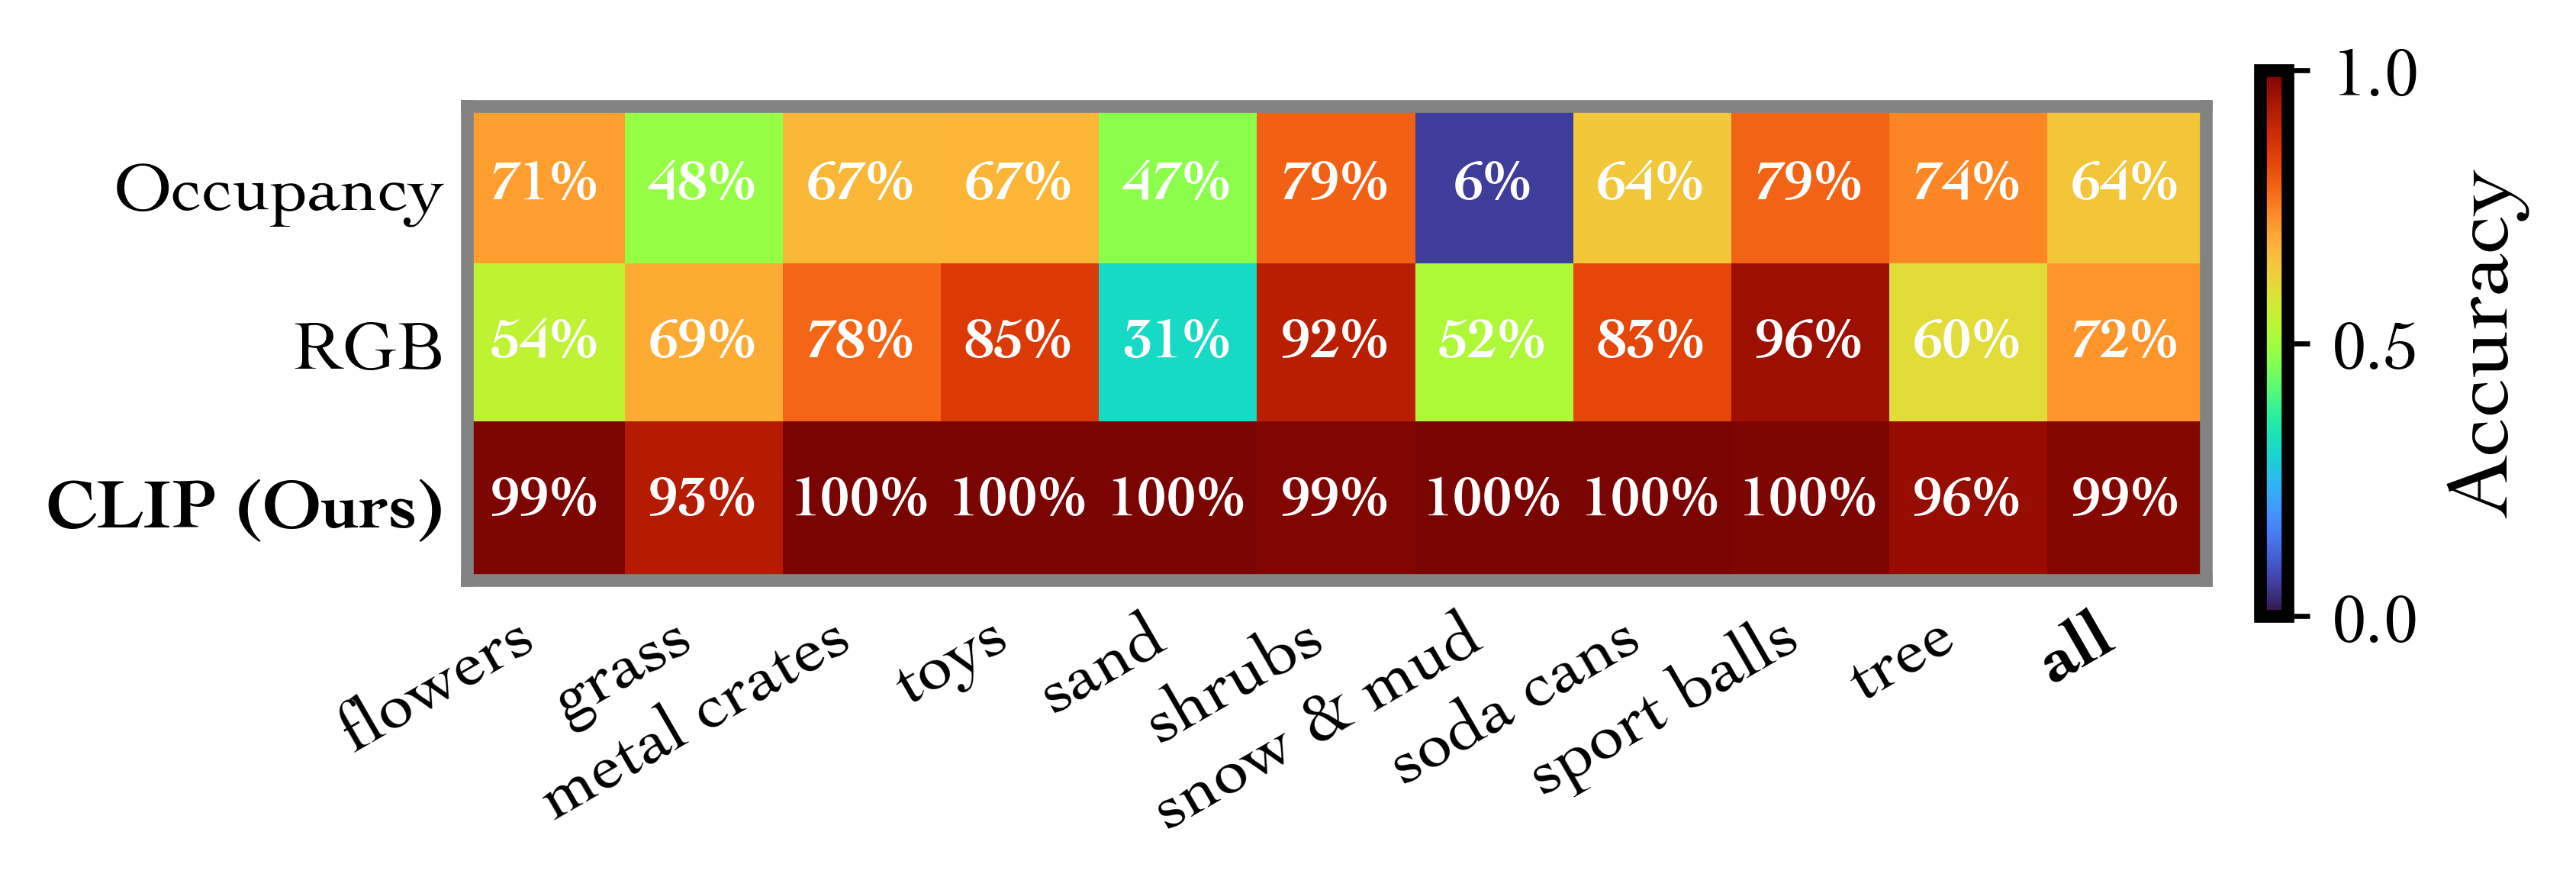 Occupancy 71% 48% 67% 67% 47% 79% 6% 64% 79% 74% 64%
RGB 54% 69% 78% 85% 31% 92% 52% 83% 96% 60% 72%
CLIP (Ours) 99% 93% 100% 100% 100% 99% 100% 100% 100% 96% 99%
flowers
grass
metal crates
toys
sand
shrubs
snow & mud
soda cans
sport balls
tree
all
1.0
0.5
0.0
Accuracy